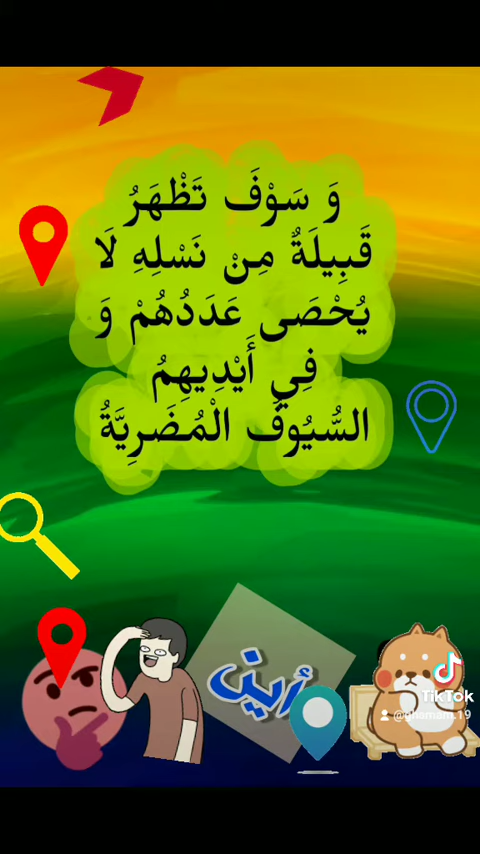 وَ سَوْفَ تَظْهَرُ
قَبِيلَةٌ مِنْ نَسْلِهِ لَا
يُحْصَى عَدَدُهُمْ وَ
فِي أَيْدِيهِمُ
السُّيُوفُ الْمُضَرِيَّةُ
أين
TikTok